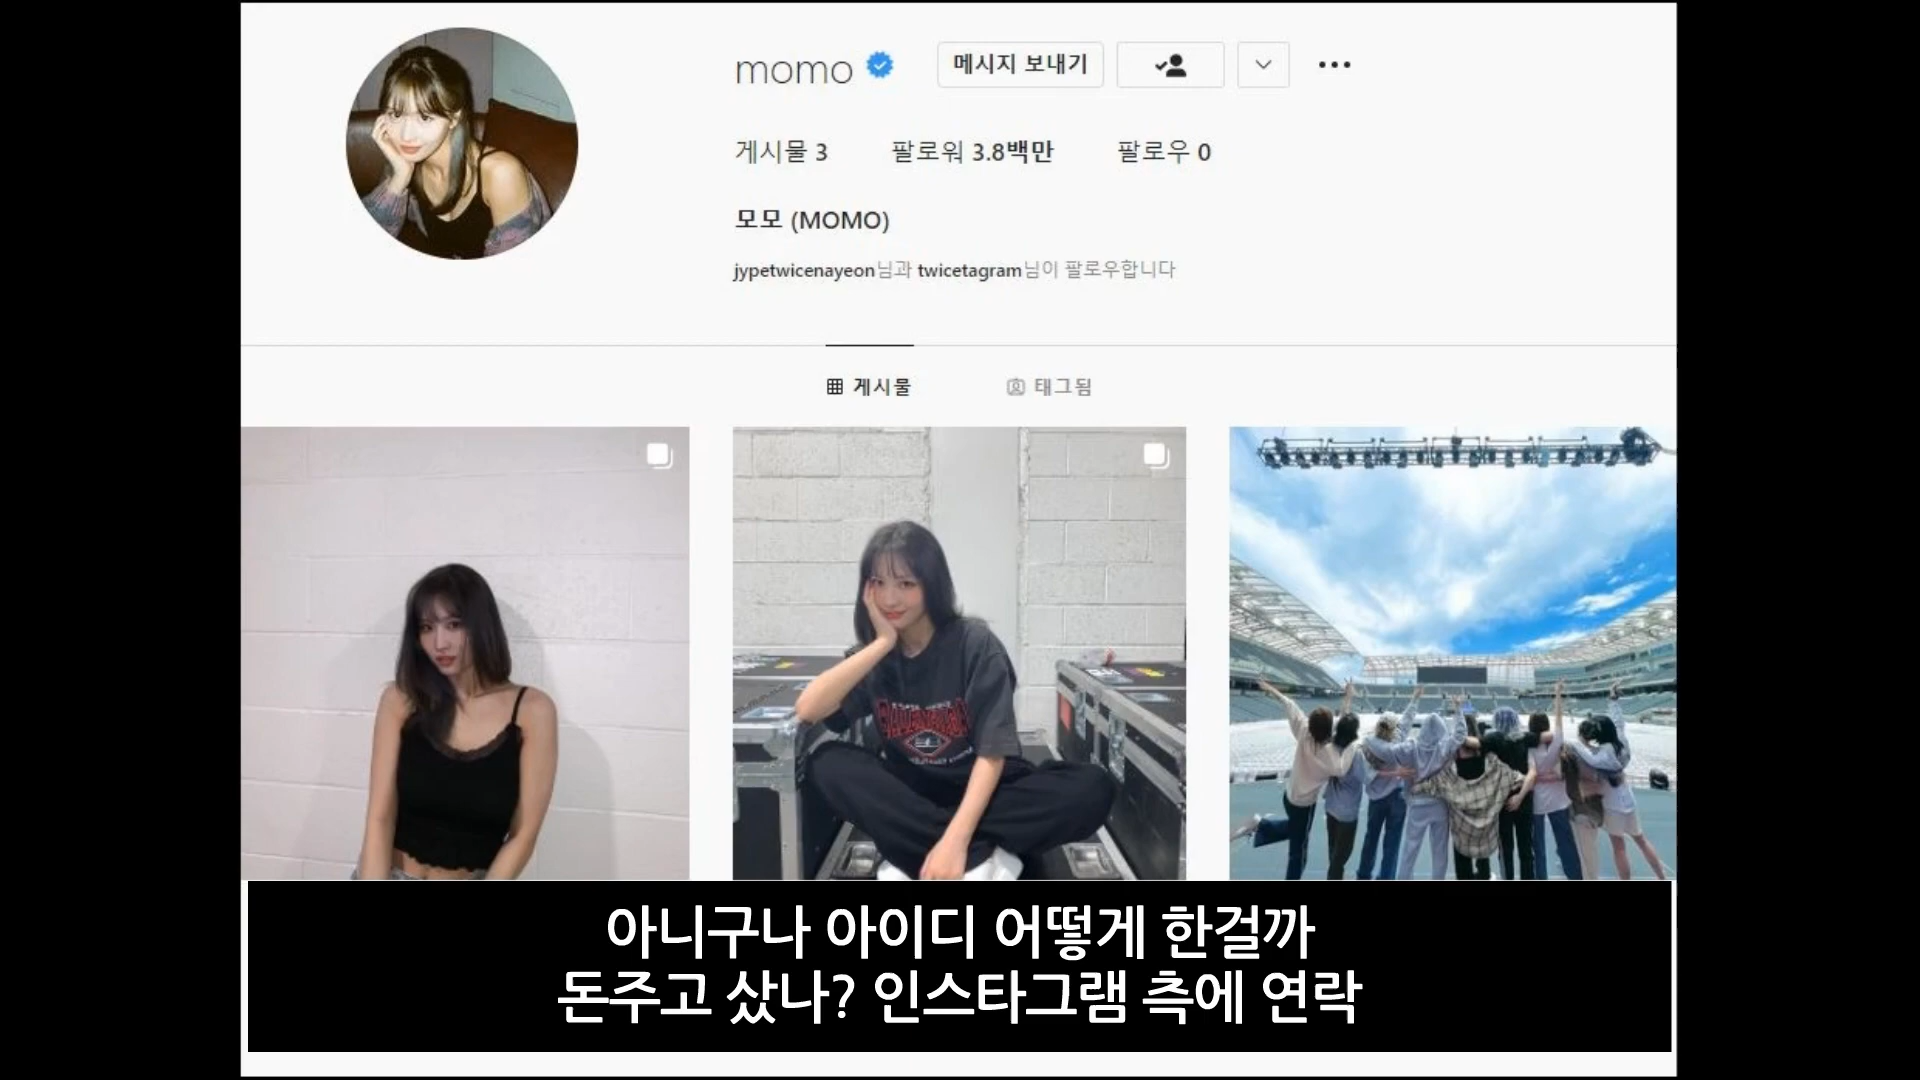 momo
메시지 보내기
게시물 3 팔로워 3.8백만 팔로우 0
모모 (MOMO)
jypetwicenayeon님과 twicetagram님이 팔로우합니다
게시물 태그됨
아니구나 아이디 어떻게 한걸까
돈주고 샀나? 인스타그램 측에 연락